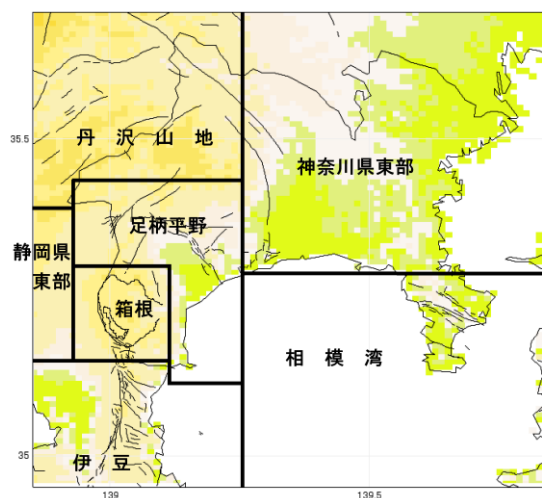 35.5
丹沢山地
神奈川県東部
足柄平野
静岡県
東部
箱根
相模湾
35
伊豆
139
139.5